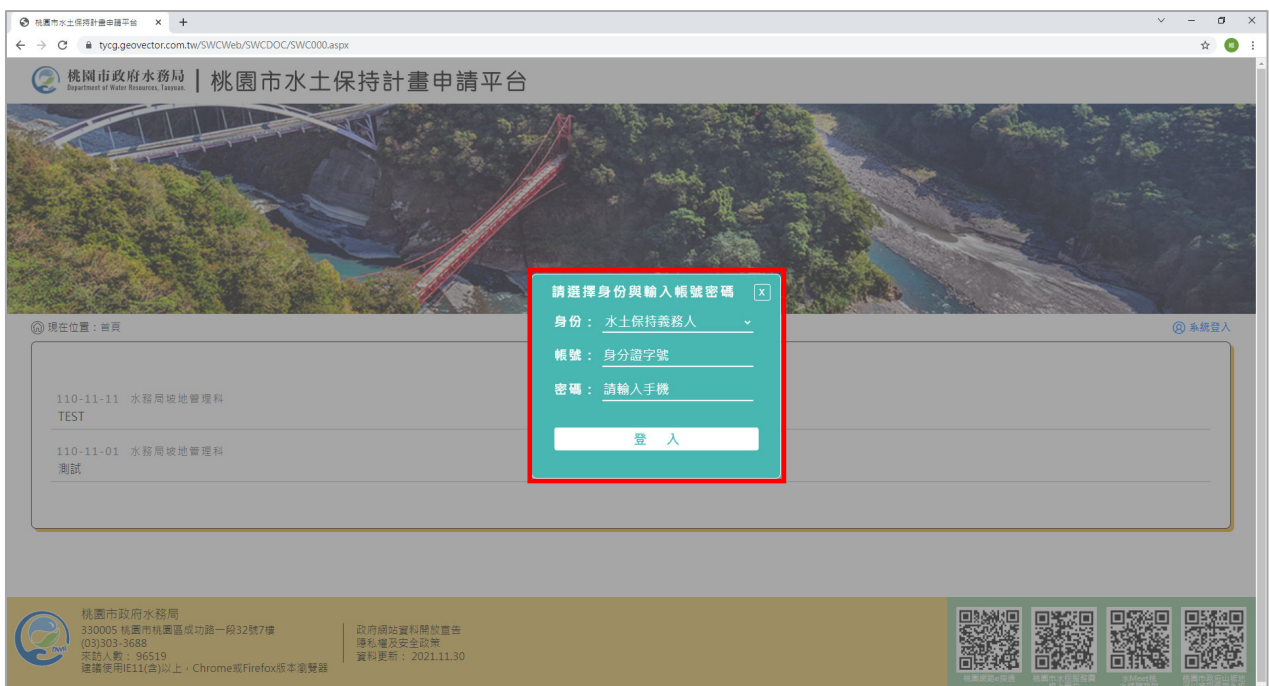 桃園市水土保持計畫申請平台
tycg.geovector.com.tw/SWCWeb/SWCDOC/SWC000.aspx
桃園市政府水務局 | 桃園市水土保持計畫申請平台
Department of Water Resources, Taoyuan.
請選擇身份與輸入帳號密碼 X
身份： 水土保持義務人
現在位置：首頁
系統登入
帳號： 身分證字號
密碼： 請輸入手機
登 入
110-11-11 水務局坡地管理科
TEST
110-11-01 水務局坡地管理科
測試
桃園市政府水務局
330005 桃園市桃園區成功路一段32號7樓
(03)303-3688
來訪人數： 96519
建議使用IE11(含)以上，Chrome或Firefox版本瀏覽器
政府網站資料開放宣告
隱私權及安全政策
資料更新： 2021.11.30